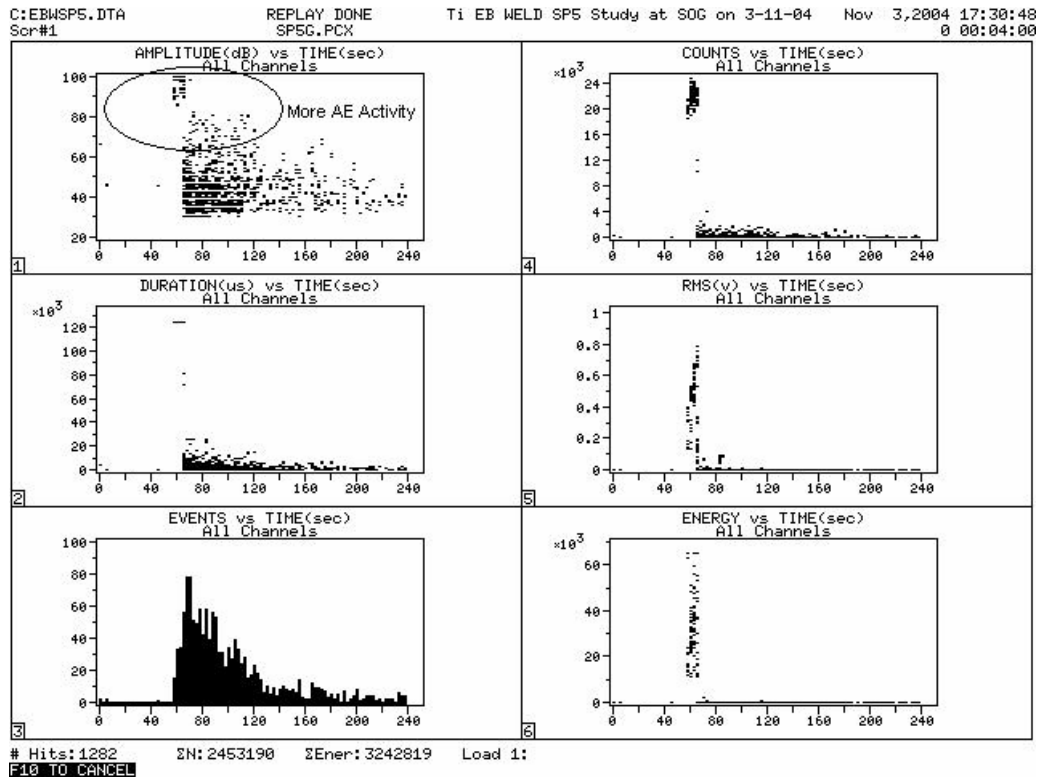 C:EBWSP5.DTA REPLAY DONE Ti EB WELD SP5 Study at SOG on 3-11-04 Nov 3,2004 17:30:48
Scr#1 SP5G.PCX 0 00:04:00
AMPLITUDE(dB) vs TIME(sec)
All Channels
100
80
60
40
20
0 40 80 120 160 200 240
More AE Activity
1
COUNTS vs TIME(sec)
All Channels
×10³
24
20
16
12
8
4
0
0 40 80 120 160 200 240
4
DURATION(us) vs TIME(sec)
All Channels
×10³
120
100
80
60
40
20
0
0 40 80 120 160 200 240
2
RMS(v) vs TIME(sec)
All Channels
1
0.8
0.6
0.4
0.2
0
0 40 80 120 160 200 240
5
EVENTS vs TIME(sec)
All Channels
100
80
60
40
20
0
0 40 80 120 160 200 240
3
ENERGY vs TIME(sec)
All Channels
×10³
60
40
20
0
0 40 80 120 160 200 240
6
# Hits:1282 ΣN:2453190 ΣEner:3242819 Load 1:
F10 TO CANCEL